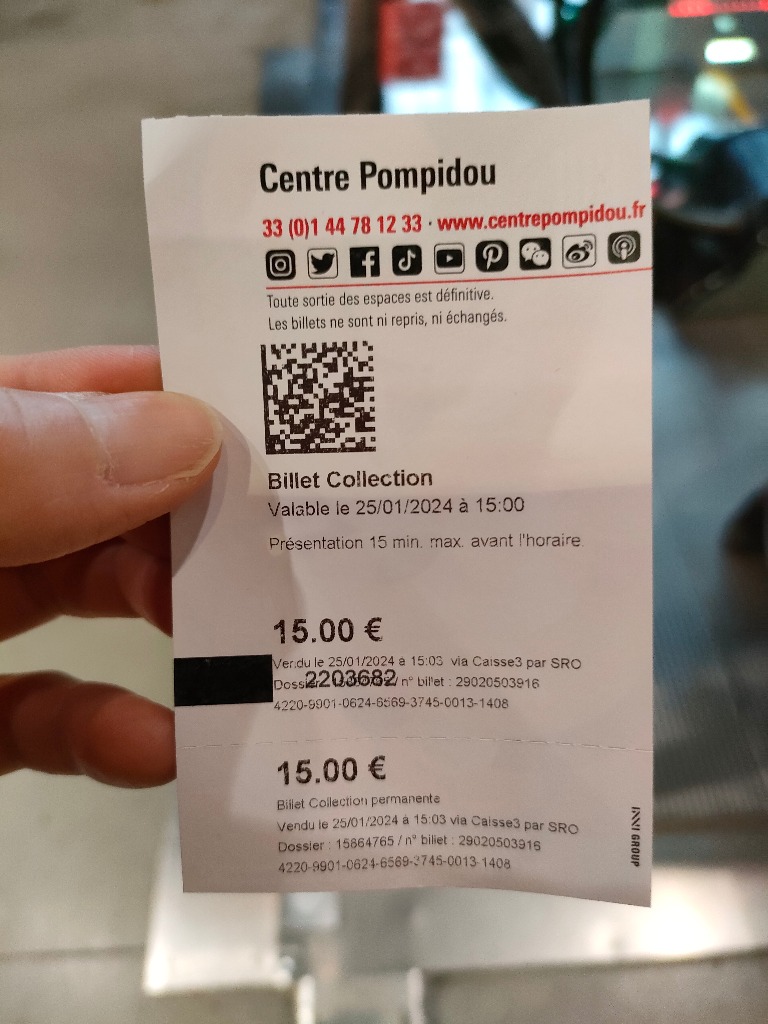 Centre Pompidou
33 (0)1 44 78 12 33 · www.centrepompidou.fr
Toute sortie des espaces est définitive.
Les billets ne sont ni repris, ni échangés.
Billet Collection
Valable le 25/01/2024 à 15:00
Présentation 15 min. max. avant l'horaire.
15.00 €
Vendu le 25/01/2024 à 15:03 via Caisse3 par SRO
Dossier : 15864765 / n° billet : 29020503916
2203682
4220-9901-0624-6569-3745-0013-1408
15.00 €
Billet Collection permanente
Vendu le 25/01/2024 à 15:03 via Caisse3 par SRO
Dossier : 15864765 / n° billet : 29020503916
4220-9901-0624-6569-3745-0013-1408
GROUP